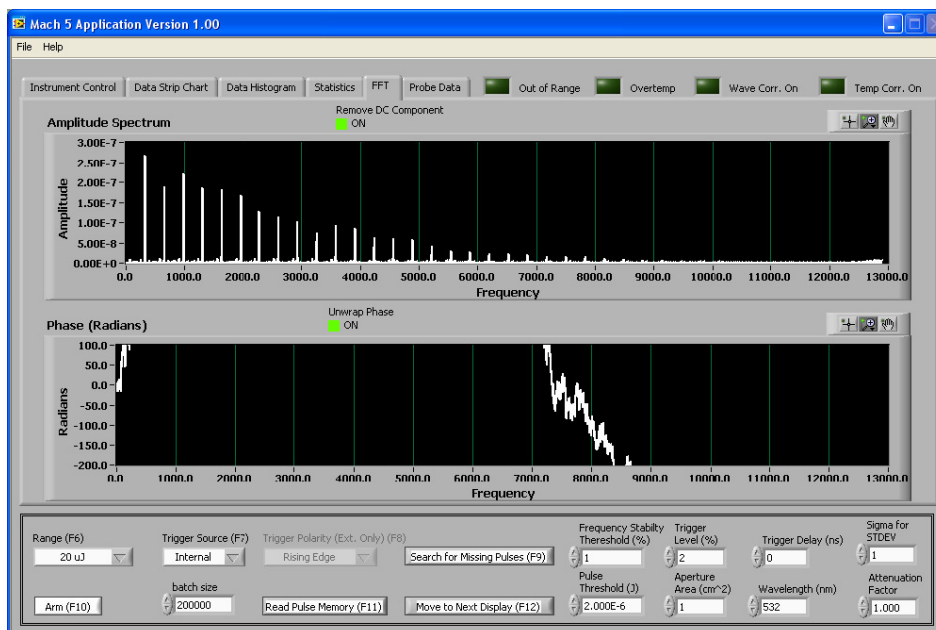 Mach 5 Application Version 1.00
File Help
Instrument Control Data Strip Chart Data Histogram Statistics FFT Probe Data Out of Range Overtemp Wave Corr. On Temp Corr. On
Remove DC Component
ON
Amplitude Spectrum
3.00E-7
2.50E-7
2.00E-7
1.00E-7
1.00E-7
5.00E-8
0.00E+0
Amplitude
0.0 1000.0 2000.0 3000.0 4000.0 5000.0 6000.0 7000.0 8000.0 9000.0 10000.0 11000.0 12000.0 13000.0
Frequency
Unwrap Phase
ON
Phase (Radians)
100.0
50.0
0.0
-50.0
-100.0
-150.0
-200.0
Radians
0.0 1000.0 2000.0 3000.0 4000.0 5000.0 6000.0 7000.0 8000.0 9000.0 10000.0 11000.0 12000.0 13000.0
Frequency
Range (F6) Trigger Source (F7) Trigger Polarity (Ext. Only) (F8)
20 uJ Internal Rising Edge
Search for Missing Pulses (F9)
Frequency Stabilty
Thereshold (%)
1
Trigger
Level (%)
2
Trigger Delay (ns)
0
Sigma for
STDEV
1
Arm (F10)
batch size
200000
Read Pulse Memory (F11)
Move to Next Display (F12)
Pulse
Threshold (J)
2.000E-6
Aperture
Area (cm^2)
1
Wavelength (nm)
532
Attenuation
Factor
1.000